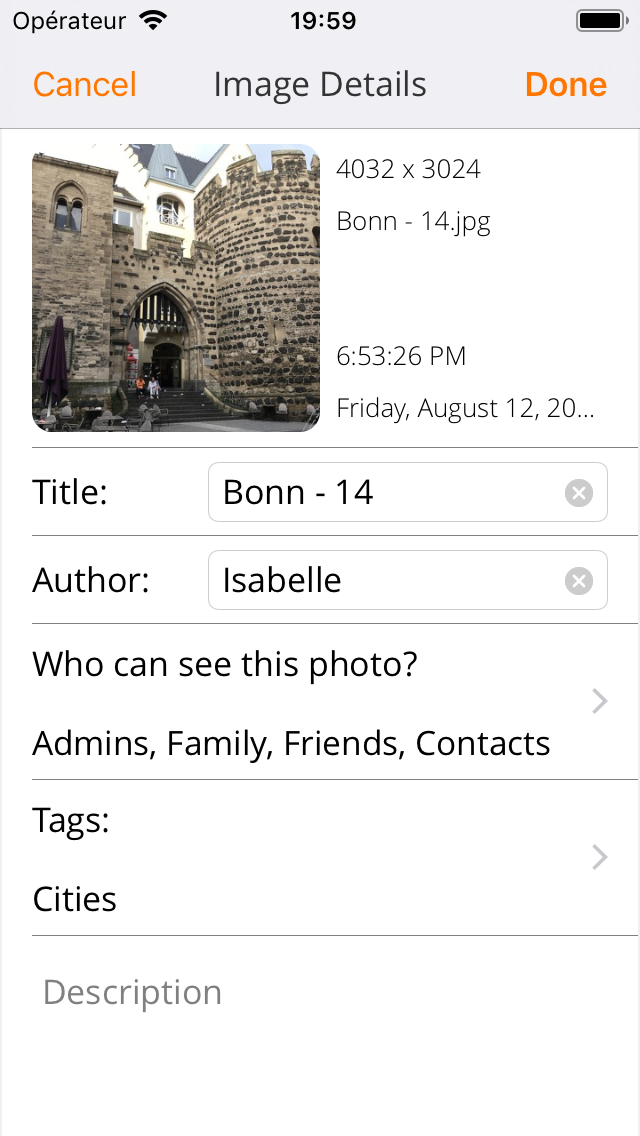 Opérateur 19:59
Cancel Image Details Done
4032 x 3024
Bonn - 14.jpg
6:53:26 PM
Friday, August 12, 20...
Title: Bonn - 14
Author: Isabelle
Who can see this photo?
Admins, Family, Friends, Contacts
Tags:
Cities
Description